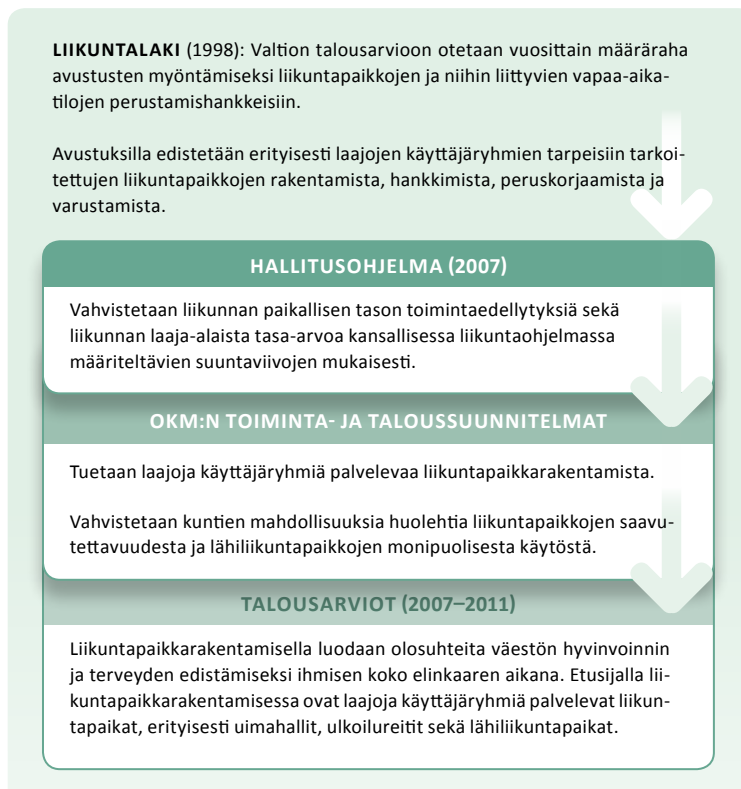 LIIKUNTALAKI (1998): Valtion talousarvioon otetaan vuosittain määräraha
avustusten myöntämiseksi liikuntapaikkojen ja niihin liittyvien vapaa-aika-
tilojen perustamishankkeisiin.
Avustuksilla edistetään erityisesti laajojen käyttäjäryhmien tarpeisiin tarkoi-
tettujen liikuntapaikkojen rakentamista, hankkimista, peruskorjaamista ja
varustamista.
HALLITUSOHJELMA (2007)
Vahvistetaan liikunnan paikallisen tason toimintaedellytyksiä sekä
liikunnan laaja-alaista tasa-arvoa kansallisessa liikuntaohjelmassa
määriteltävien suuntaviivojen mukaisesti.
OKM:N TOIMINTA- JA TALOUSSUUNNITELMAT
Tuetaan laajoja käyttäjäryhmiä palvelevaa liikuntapaikkarakentamista.
Vahvistetaan kuntien mahdollisuuksia huolehtia liikuntapaikkojen saavu-
tettavuudesta ja lähiliikuntapaikkojen monipuolisesta käytöstä.
TALOUSARVIOT (2007–2011)
Liikuntapaikkarakentamisella luodaan olosuhteita väestön hyvinvoinnin
ja terveyden edistämiseksi ihmisen koko elinkaaren aikana. Etusijalla lii-
kuntapaikkarakentamisessa ovat laajoja käyttäjäryhmiä palvelevat liikun-
tapaikat, erityisesti uimahallit, ulkoilureitit sekä lähiliikuntapaikat.